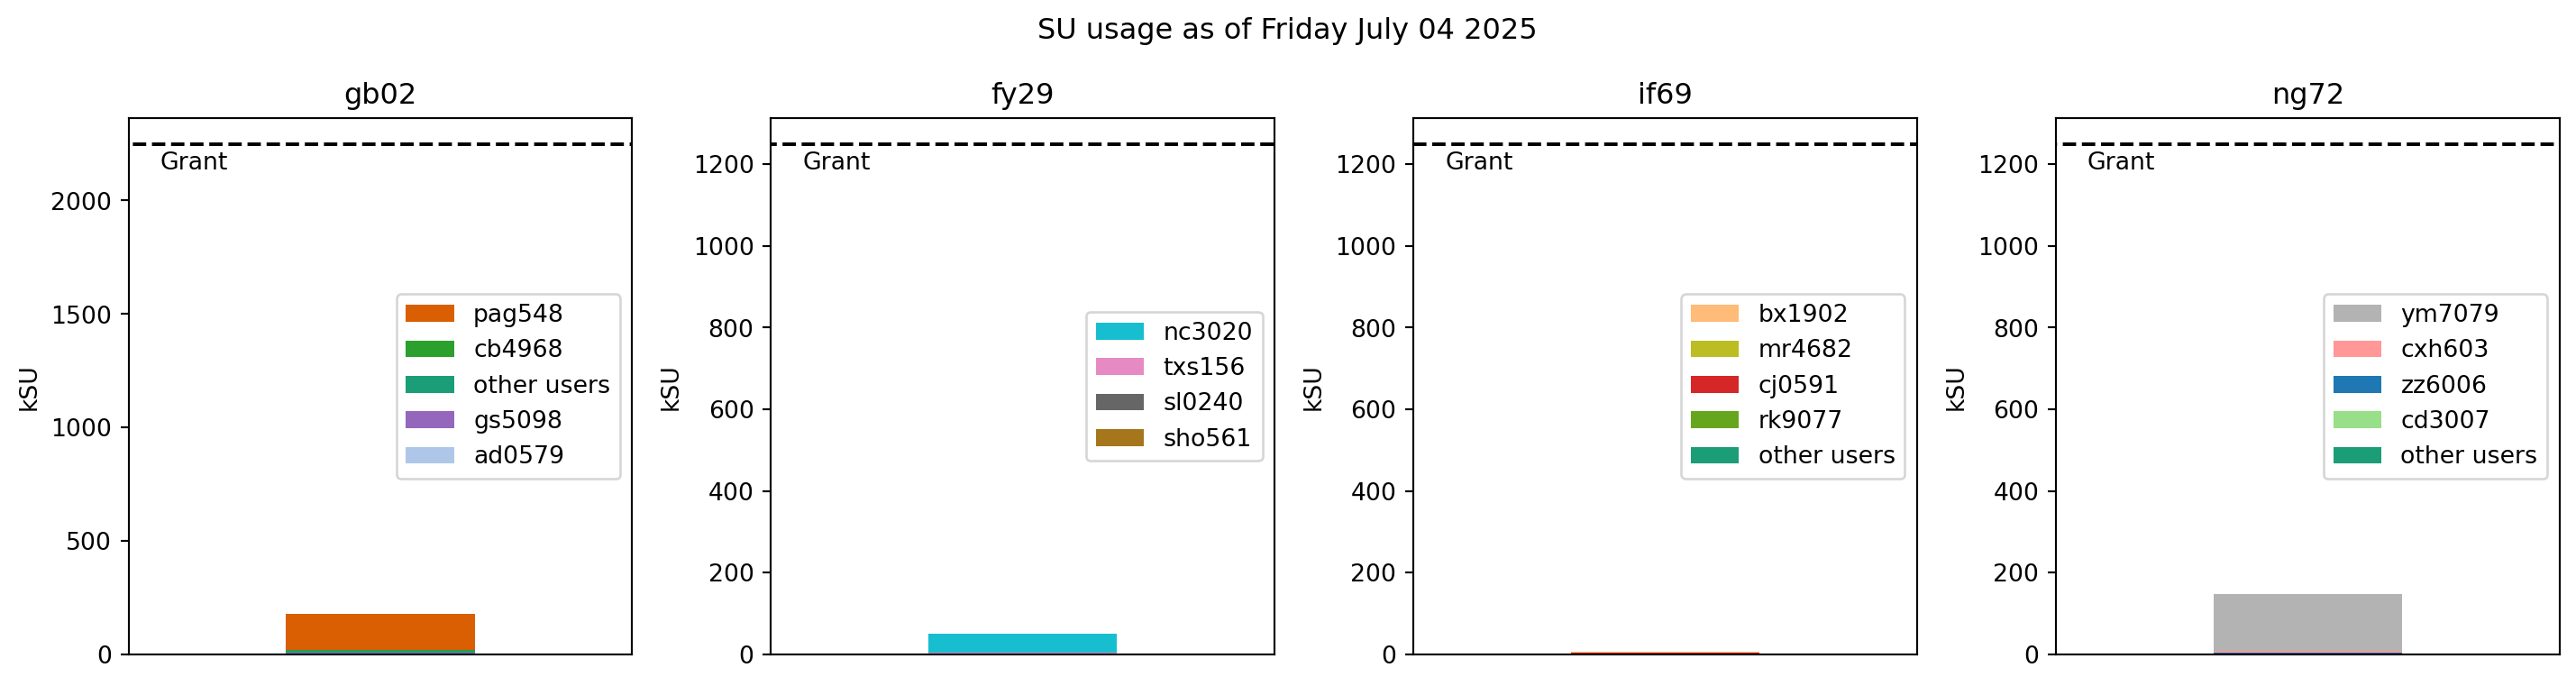 SU usage as of Friday July 04 2025
gb02
kSU
2000
1500
1000
500
0
Grant
pag548
cb4968
other users
gs5098
ad0579
fy29
kSU
1200
1000
800
600
400
200
0
Grant
nc3020
txs156
sl0240
sho561
if69
kSU
1200
1000
800
600
400
200
0
Grant
bx1902
mr4682
cj0591
rk9077
other users
ng72
kSU
1200
1000
800
600
400
200
0
Grant
ym7079
cxh603
zz6006
cd3007
other users